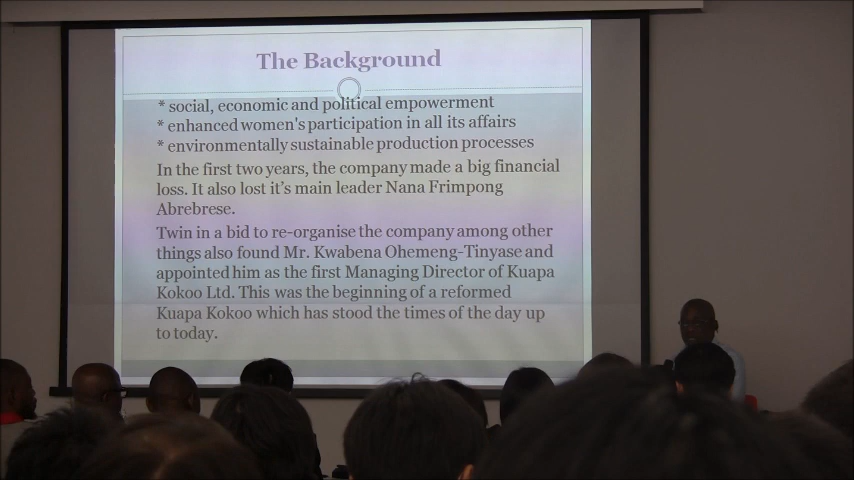 The Background
* social, economic and political empowerment
* enhanced women's participation in all its affairs
* environmentally sustainable production processes
In the first two years, the company made a big financial
loss. It also lost it's main leader Nana Frimpong
Abrebrese.
Twin in a bid to re-organise the company among other
things also found Mr. Kwabena Ohemeng-Tinyase and
appointed him as the first Managing Director of Kuapa
Kokoo Ltd. This was the beginning of a reformed
Kuapa Kokoo which has stood the times of the day up
to today.